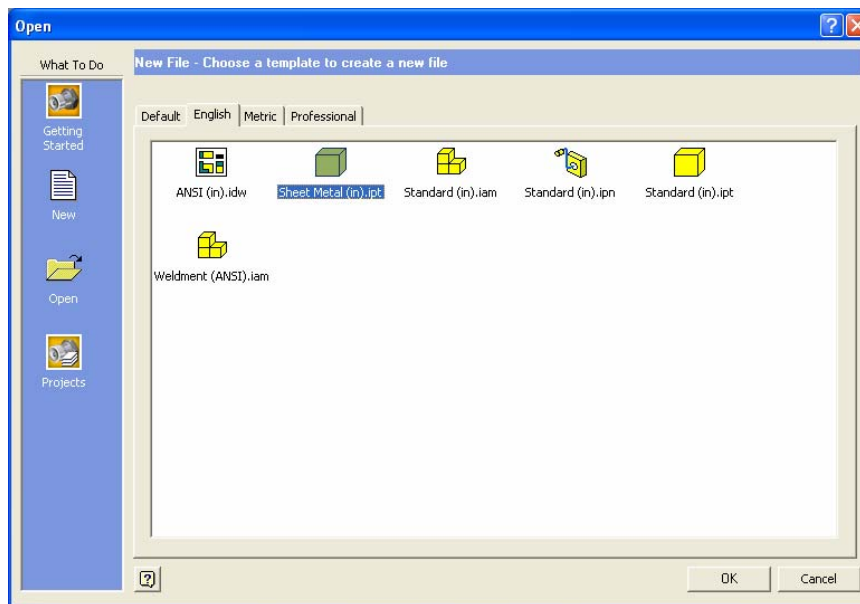 Open
What To Do
New File - Choose a template to create a new file
Getting
Started
New
Open
Projects
Default
English
Metric
Professional
ANSI (in).idw
Sheet Metal (in).ipt
Standard (in).iam
Standard (in).ipn
Standard (in).ipt
Weldment (ANSI).iam
OK
Cancel